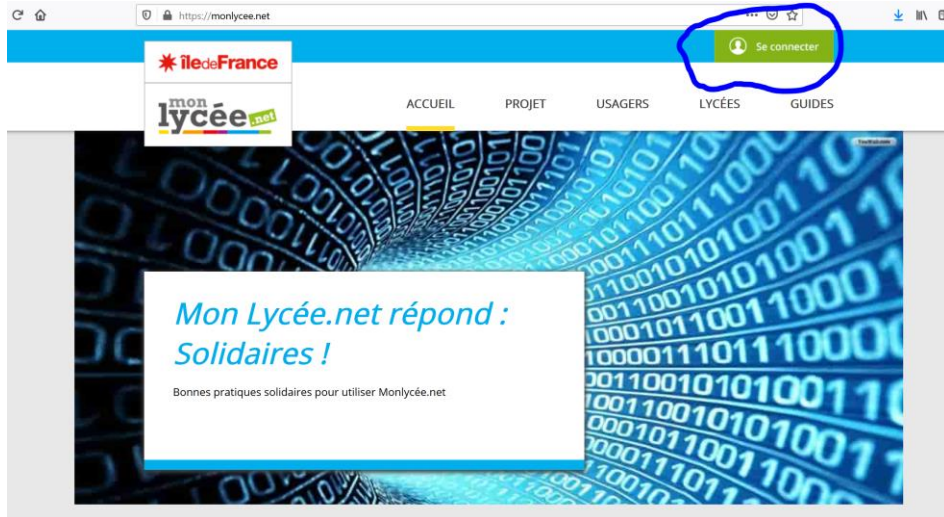 https://monlycee.net
Se connecter
îledeFrance
mon
lycée.net
ACCUEIL PROJET USAGERS LYCÉES GUIDES
Mon Lycée.net répond :
Solidaires !
Bonnes pratiques solidaires pour utiliser Monlycée.net